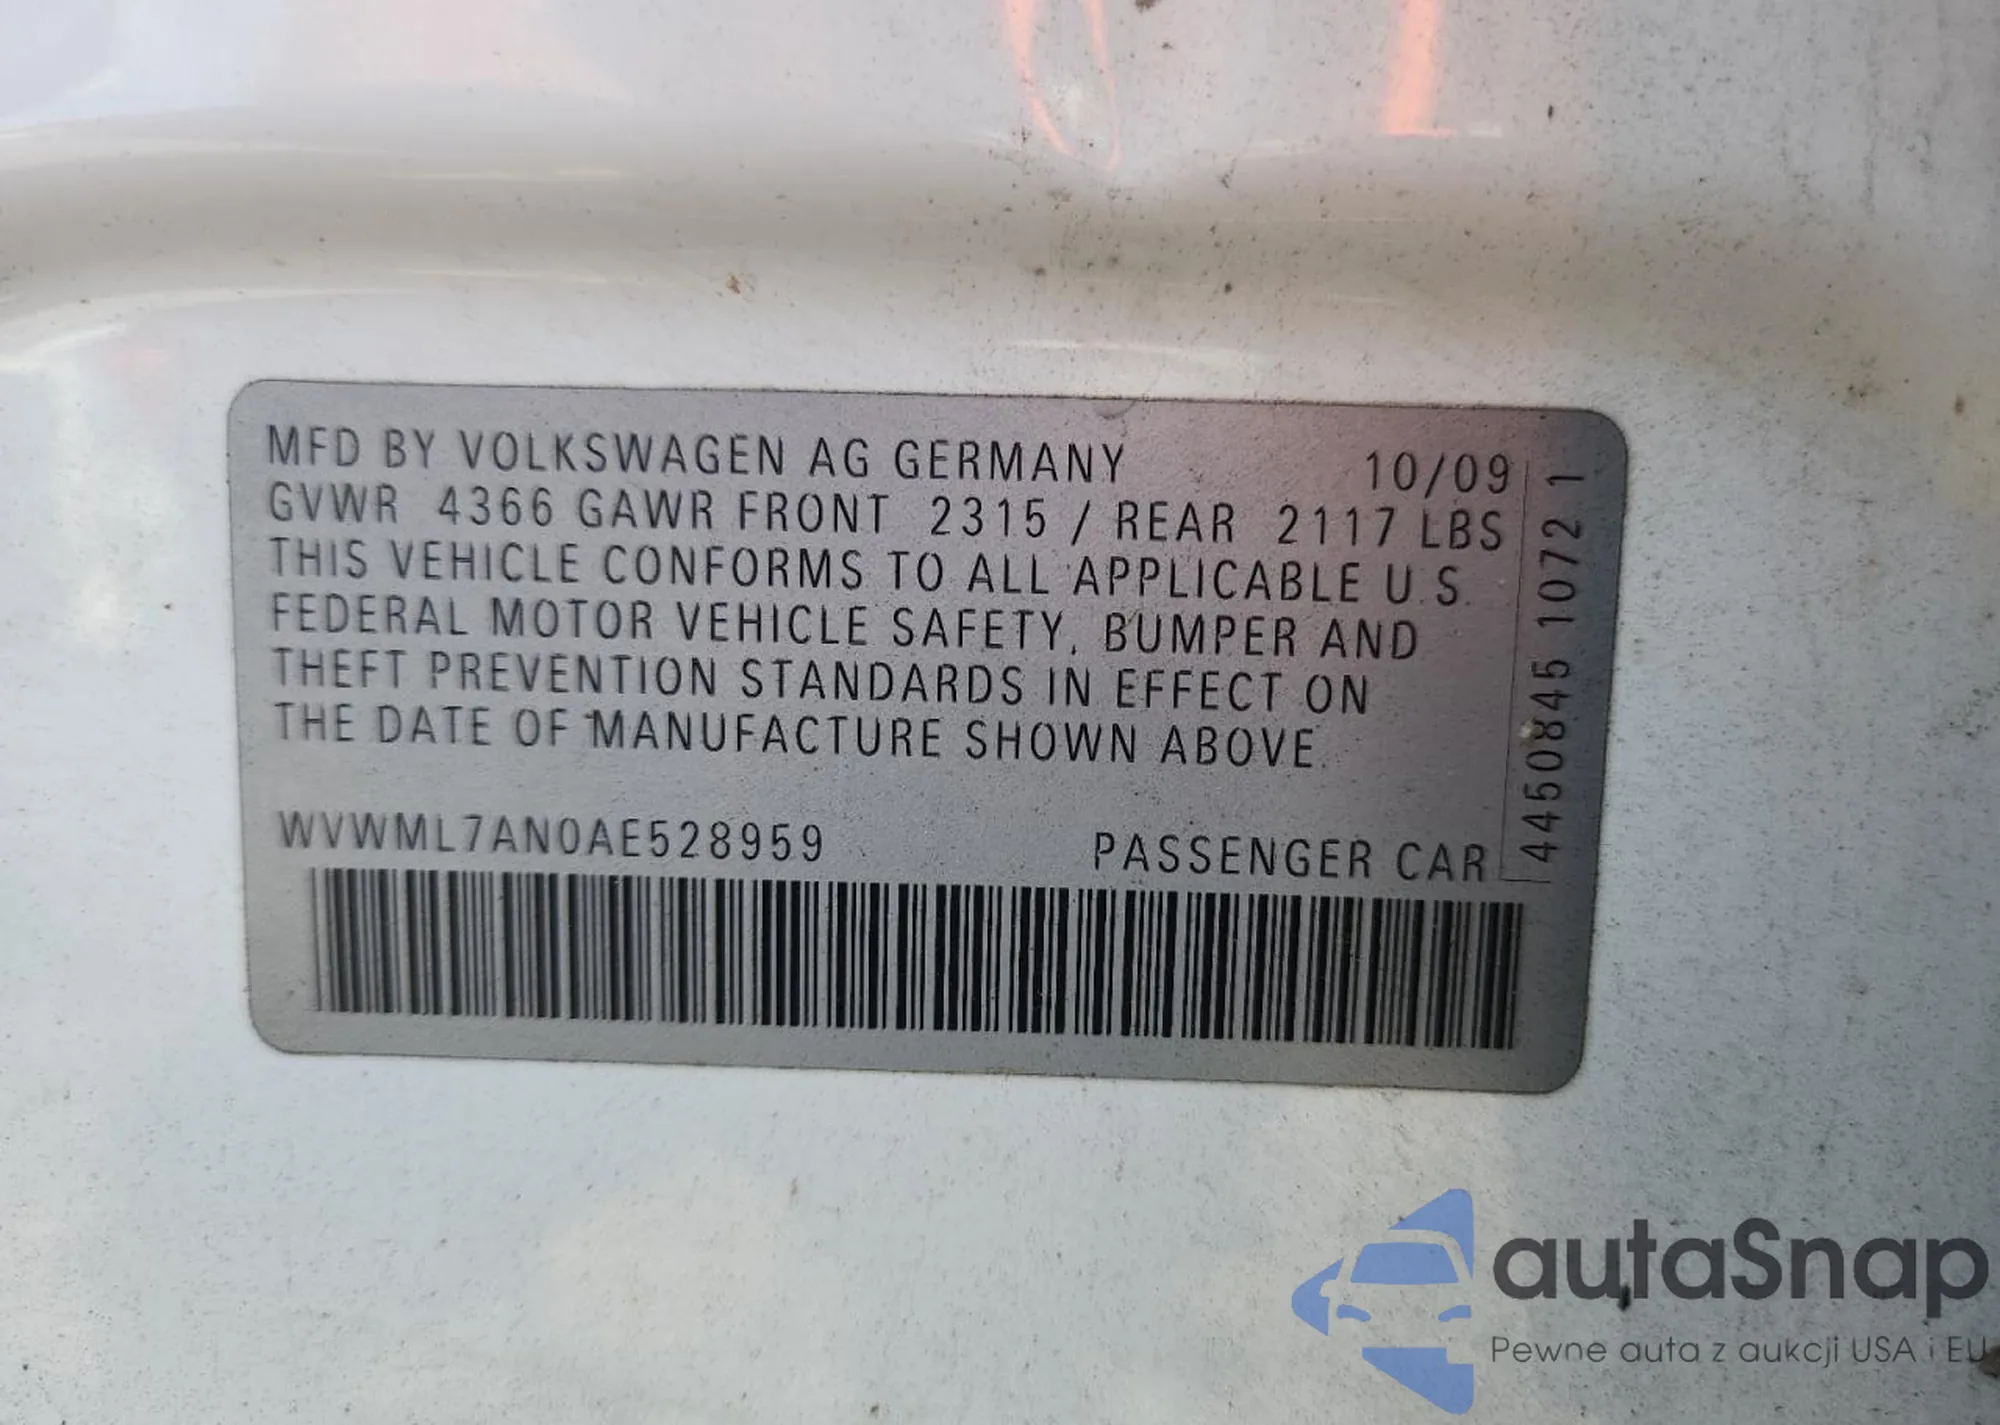 MFD BY VOLKSWAGEN AG GERMANY 10/09
GVWR 4366 GAWR FRONT 2315 / REAR 2117 LBS
THIS VEHICLE CONFORMS TO ALL APPLICABLE U.S.
FEDERAL MOTOR VEHICLE SAFETY, BUMPER AND
THEFT PREVENTION STANDARDS IN EFFECT ON
THE DATE OF MANUFACTURE SHOWN ABOVE.
WVWML7AN0AE528959 PASSENGER CAR
4450845 1072 1
autaSnap
Pewne auta z aukcji USA i EU